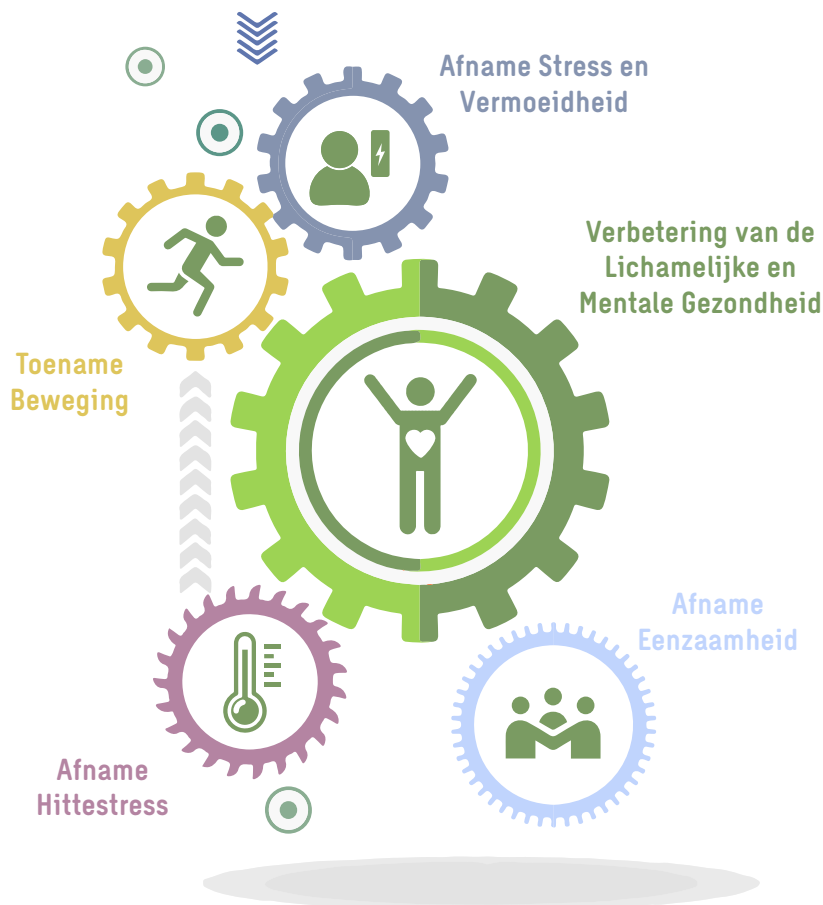 Afname Stress en
Vermoeidheid
Verbetering van de
Lichamelijke en
Mentale Gezondheid
Toename
Beweging
Afname
Eenzaamheid
Afname
Hittestress